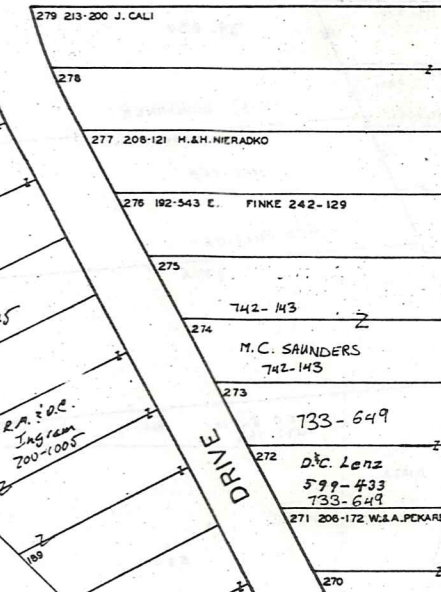 279 213-200 J. CALI
278
277 208-121 H.&H. NIERADKO
276 192-543 E. FINKE 242-129
275
742-143
Z
274
M.C. SAUNDERS
742-143
273
733-649
272
D.&C. Lenz
599-433
733-649
271 206-172 W.&A. PEKAR
270
DRIVE
R.A. & D.C.
Ingram
700-1005
189